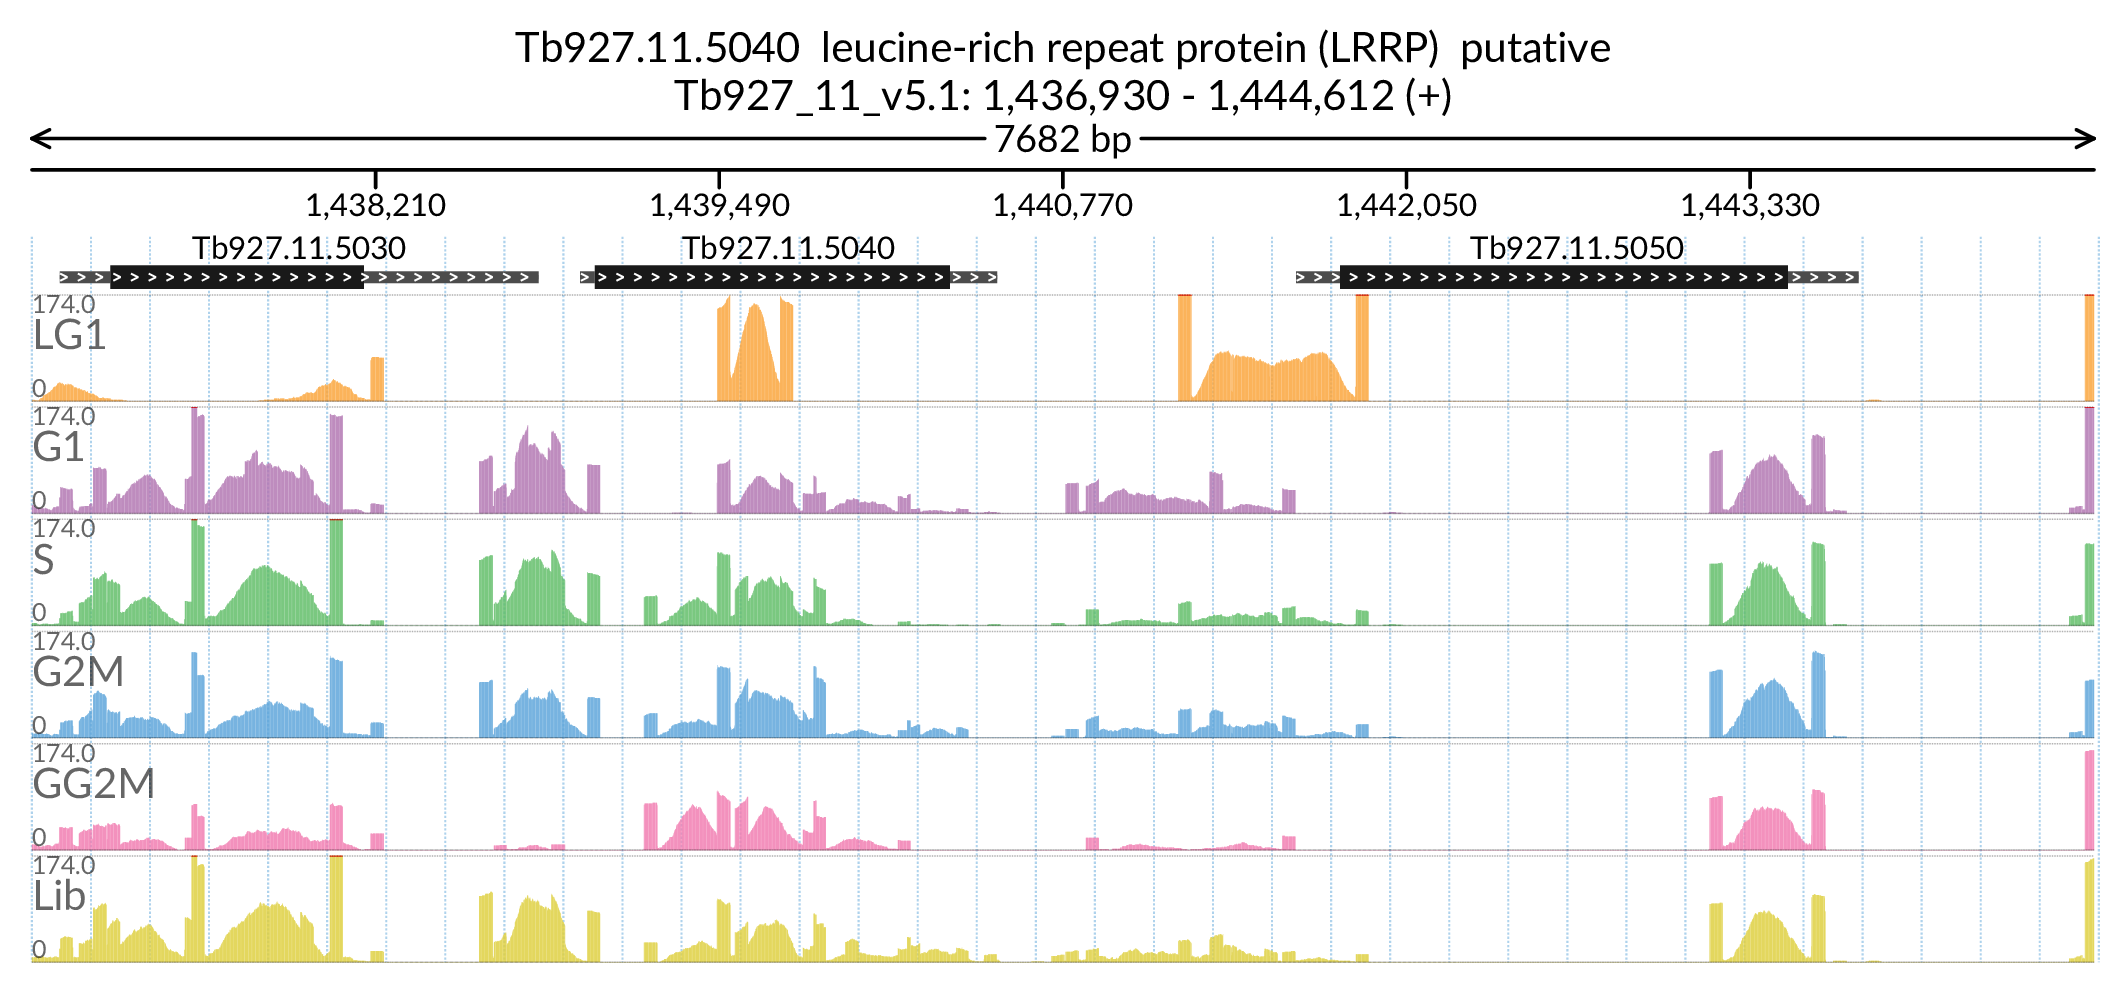 Tb927.11.5040 leucine-rich repeat protein (LRRP) putative
Tb927_11_v5.1: 1,436,930 - 1,444,612 (+)
7682 bp
1,438,210 1,439,490 1,440,770 1,442,050 1,443,330
Tb927.11.5030 Tb927.11.5040 Tb927.11.5050
174.0
LG1
0
174.0
G1
0
174.0
S
0
174.0
G2M
0
174.0
GG2M
0
174.0
Lib
0